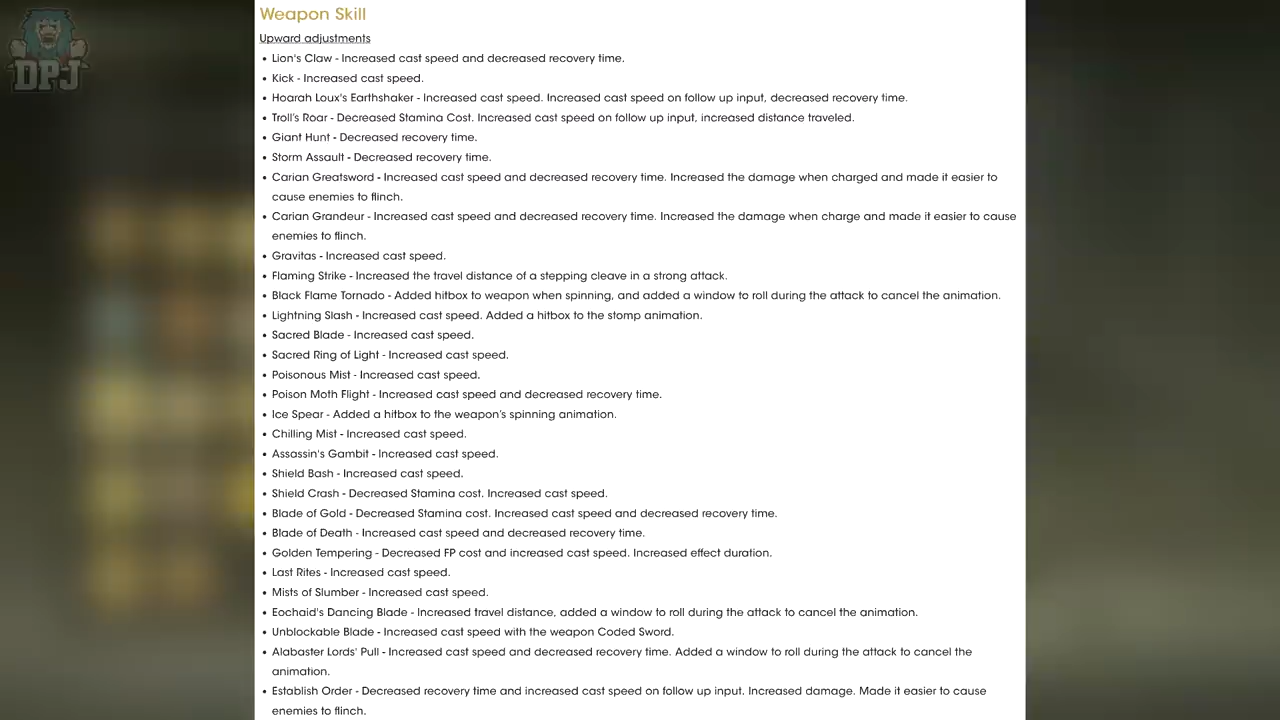 DPJ
Weapon Skill
Upward adjustments
• Lion's Claw - Increased cast speed and decreased recovery time.
• Kick - Increased cast speed.
• Hoarah Loux's Earthshaker - Increased cast speed. Increased cast speed on follow up input, decreased recovery time.
• Troll's Roar - Decreased Stamina Cost. Increased cast speed on follow up input, increased distance traveled.
• Giant Hunt - Decreased recovery time.
• Storm Assault - Decreased recovery time.
• Carian Greatsword - Increased cast speed and decreased recovery time. Increased the damage when charged and made it easier to
cause enemies to flinch.
• Carian Grandeur - Increased cast speed and decreased recovery time. Increased the damage when charge and made it easier to cause
enemies to flinch.
• Gravitas - Increased cast speed.
• Flaming Strike - Increased the travel distance of a stepping cleave in a strong attack.
• Black Flame Tornado - Added hitbox to weapon when spinning, and added a window to roll during the attack to cancel the animation.
• Lightning Slash - Increased cast speed. Added a hitbox to the stomp animation.
• Sacred Blade - Increased cast speed.
• Sacred Ring of Light - Increased cast speed.
• Poisonous Mist - Increased cast speed.
• Poison Moth Flight - Increased cast speed and decreased recovery time.
• Ice Spear - Added a hitbox to the weapon's spinning animation.
• Chilling Mist - Increased cast speed.
• Assassin's Gambit - Increased cast speed.
• Shield Bash - Increased cast speed.
• Shield Crash - Decreased Stamina cost. Increased cast speed.
• Blade of Gold - Decreased Stamina cost. Increased cast speed and decreased recovery time.
• Blade of Death - Increased cast speed and decreased recovery time.
• Golden Tempering - Decreased FP cost and increased cast speed. Increased effect duration.
• Last Rites - Increased cast speed.
• Mists of Slumber - Increased cast speed.
• Eochaid's Dancing Blade - Increased travel distance, added a window to roll during the attack to cancel the animation.
• Unblockable Blade - Increased cast speed with the weapon Coded Sword.
• Alabaster Lords' Pull - Increased cast speed and decreased recovery time. Added a window to roll during the attack to cancel the
animation.
• Establish Order - Decreased recovery time and increased cast speed on follow up input. Increased damage. Made it easier to cause
enemies to flinch.